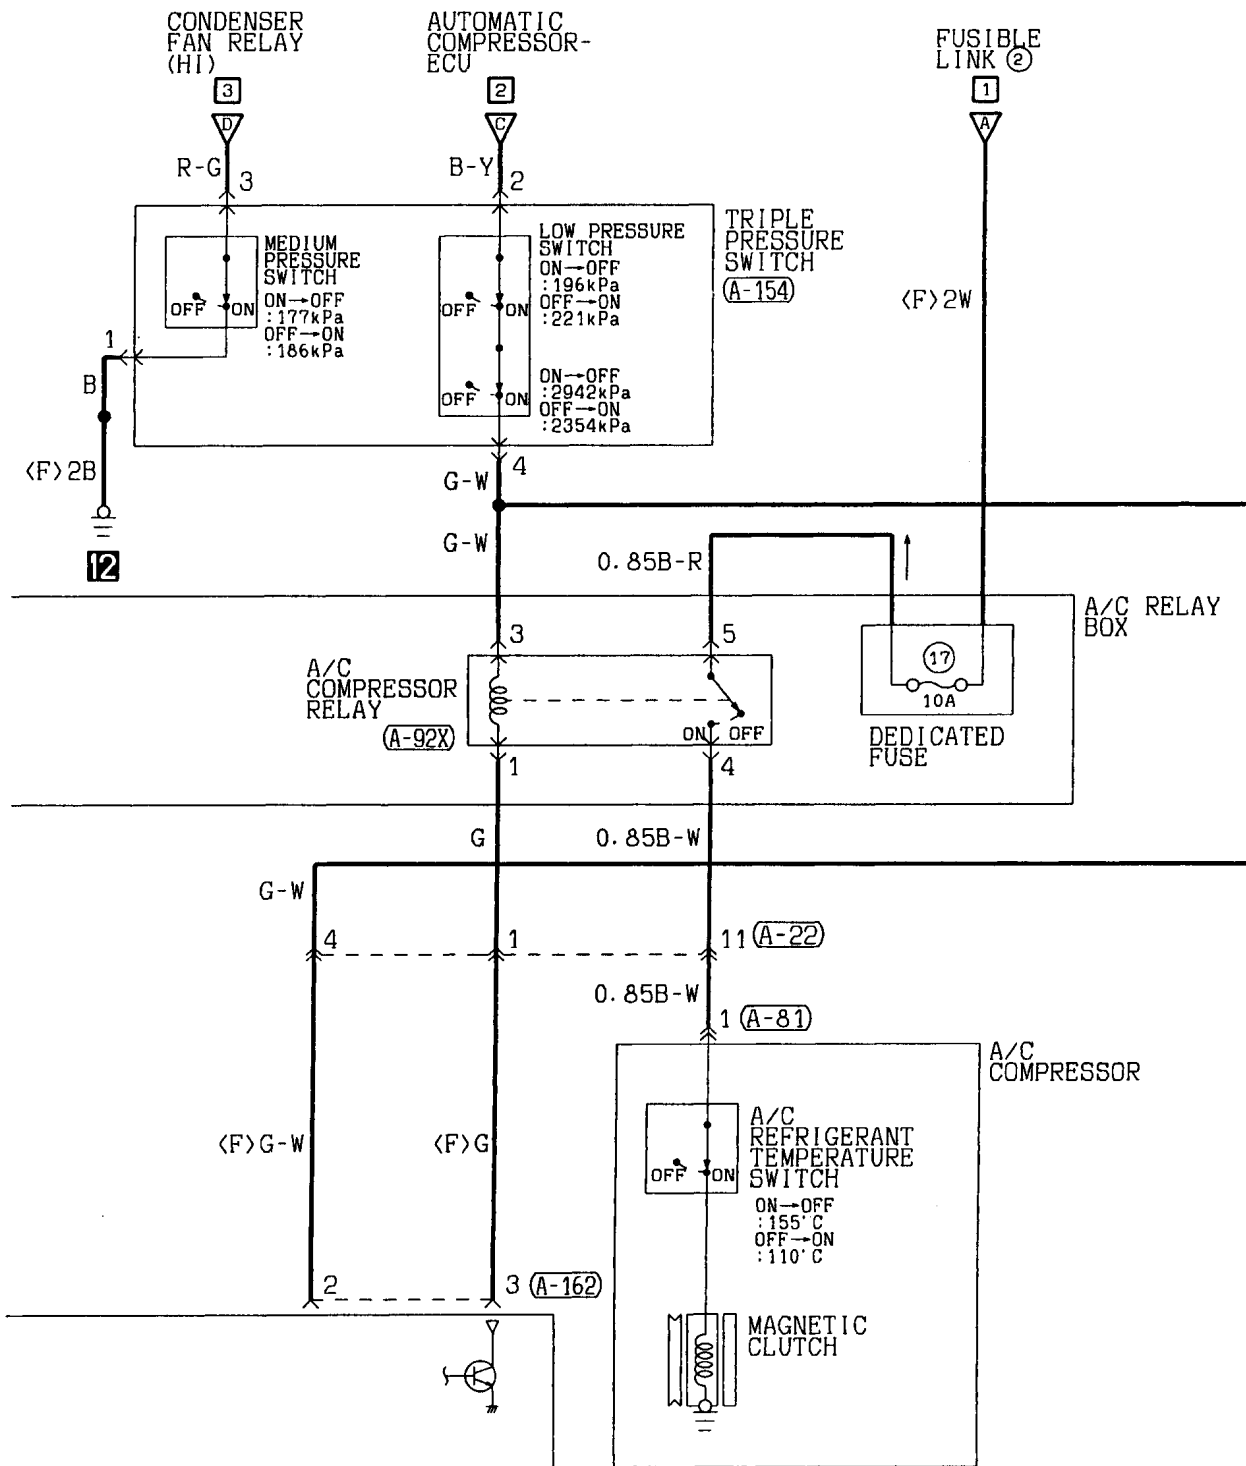 CONDENSER
FAN RELAY
(HI)
3
D
R-G
3
AUTOMATIC
COMPRESSOR-
ECU
2
C
B-Y
2
FUSIBLE
LINK ②
1
A
<F>2W
TRIPLE
PRESSURE
SWITCH
A-154
MEDIUM
PRESSURE
SWITCH
ON→OFF
:177kPa
OFF→ON
:186kPa
OFF
ON
LOW PRESSURE
SWITCH
ON→OFF
:196kPa
OFF→ON
:221kPa
OFF
ON
ON→OFF
:2942kPa
OFF→ON
:2354kPa
OFF
ON
1
B
<F>2B
12
4
G-W
G-W
0.85B-R
A/C RELAY
BOX
3
5
A/C
COMPRESSOR
RELAY
A-92X
ON
OFF
17
10A
DEDICATED
FUSE
1
4
G
0.85B-W
G-W
4
1
11
A-22
0.85B-W
1
A-81
A/C
COMPRESSOR
<F>G-W
<F>G
A/C
REFRIGERANT
TEMPERATURE
SWITCH
OFF
ON
ON→OFF
:155°C
OFF→ON
:110°C
2
3
A-162
MAGNETIC
CLUTCH